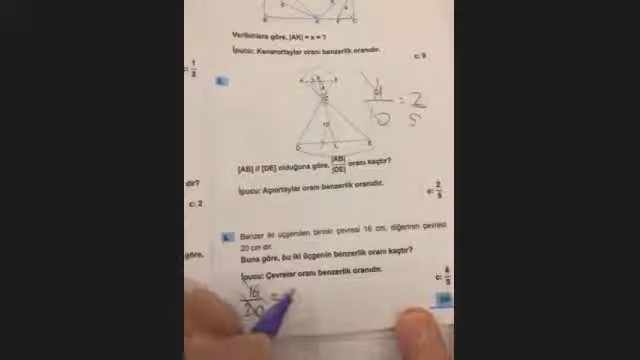 Verilenlere göre, |AK| = x = ?
İpucu: Kenarortaylar oranı benzerlik oranıdır.
c: 9
1/2
10
4/10 = 2/5
[AB] // [DE] olduğuna göre, |AB|/|DE| oranı kaçtır?
İpucu: Açıortaylar oranı benzerlik oranıdır.
c: 2/5
dir?
c: 2
Benzer iki üçgenden birinin çevresi 16 cm, diğerinin çevresi
20 cm dir.
Buna göre, bu iki üçgenin benzerlik oranı kaçtır?
İpucu: Çevreler oranı benzerlik oranıdır.
c: 4/5
göre,
16/20 =